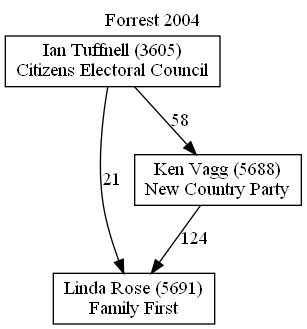 Forrest 2004
Ian Tuffnell (3605)
Citizens Electoral Council
58
21
Ken Vagg (5688)
New Country Party
124
Linda Rose (5691)
Family First